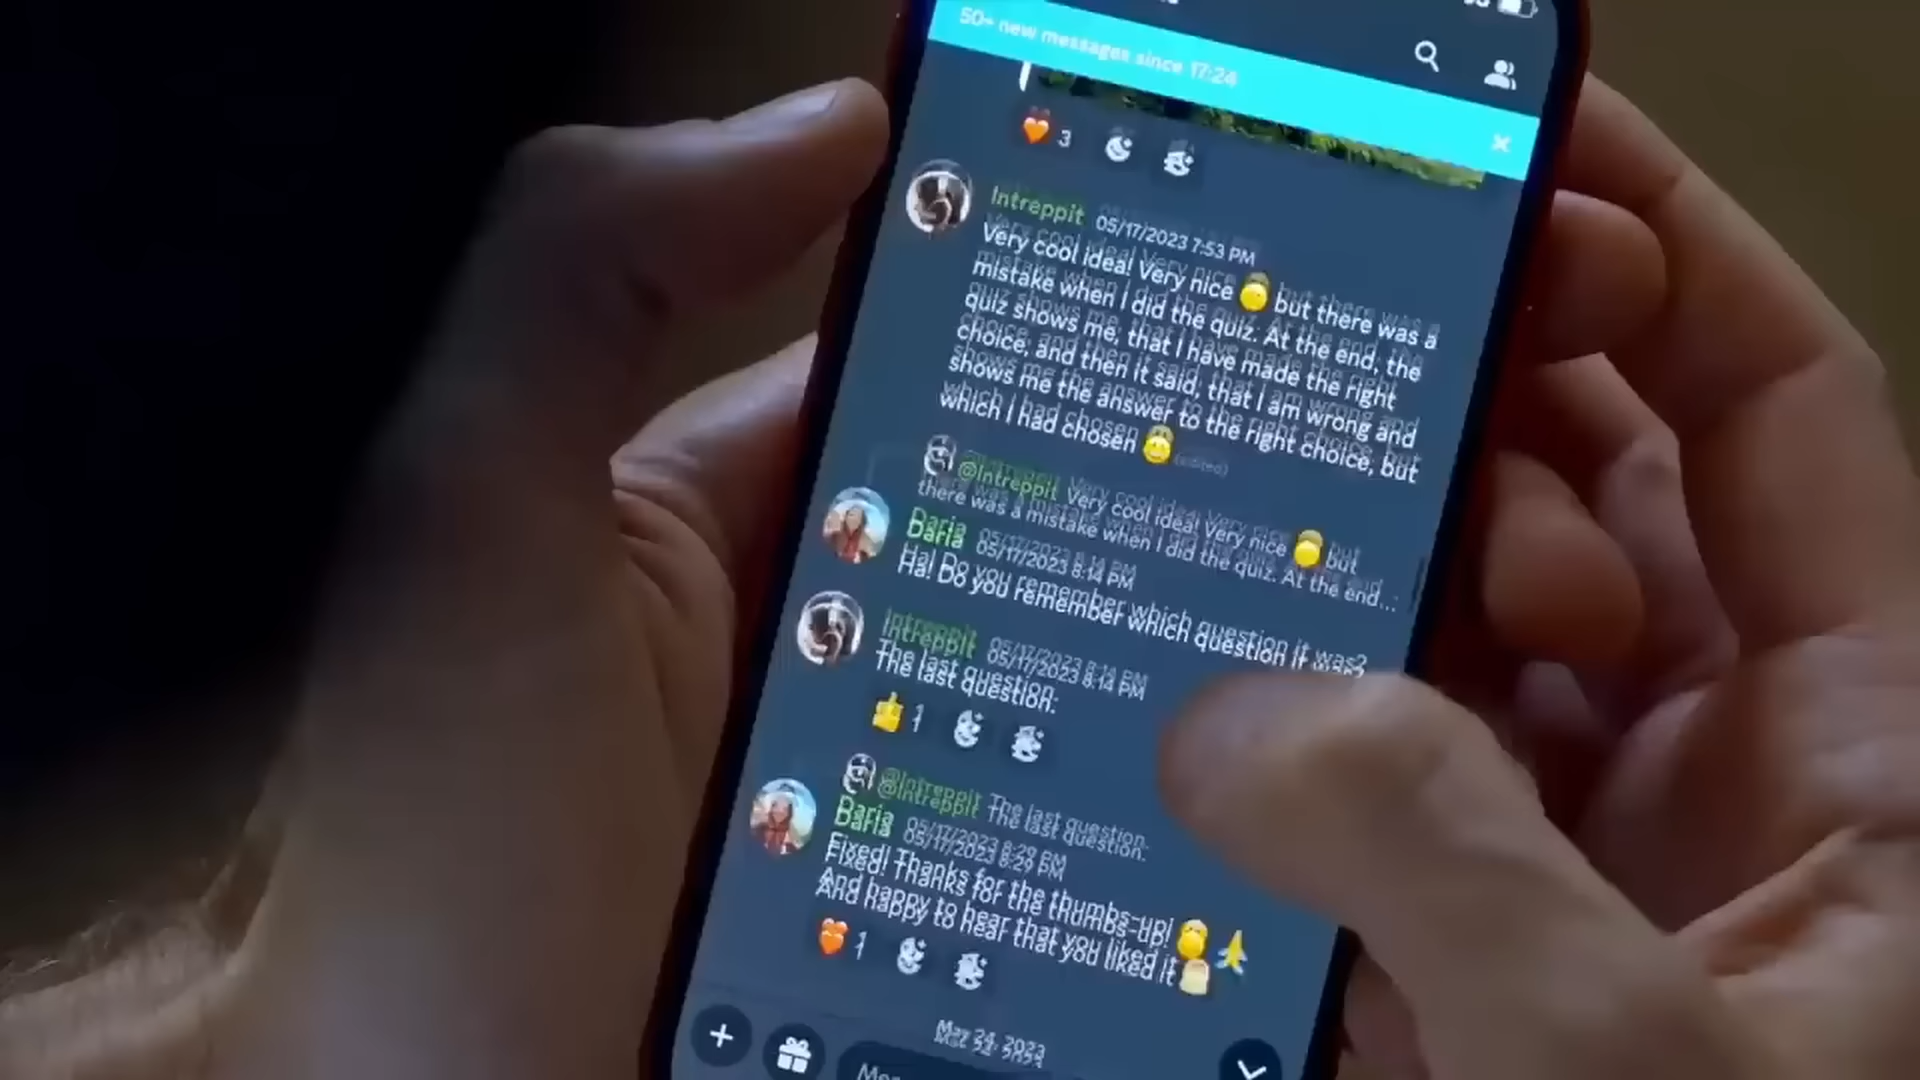 50+ new messages since 17:24
3
Intreppit 05/17/2023 7:53 PM
Very cool idea! Very nice but there was a
mistake when I did the quiz. At the end, the
quiz shows me, that I have made the right
choice, and then it said, that I am wrong and
shows me the answer to the right choice, but
which I had chosen (edited)
@Intreppit Very cool idea! Very nice but
there was a mistake when I did the quiz. At the end...
Daria 05/17/2023 8:14 PM
Ha! Do you remember which question it was?
Intreppit 05/17/2023 8:14 PM
The last question.
1
@Intreppit The last question.
Daria 05/17/2023 8:29 PM
Fixed! Thanks for the thumbs-up!
And happy to hear that you liked it
1